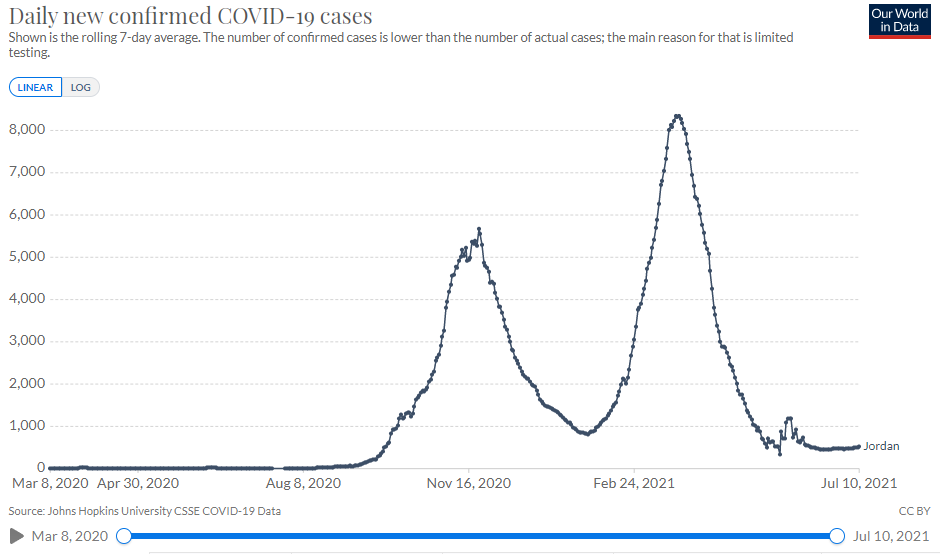 Daily new confirmed COVID-19 cases
Our World
in Data
Shown is the rolling 7-day average. The number of confirmed cases is lower than the number of actual cases; the main reason for that is limited
testing.
LINEAR LOG
8,000
7,000
6,000
5,000
4,000
3,000
2,000
1,000
0
Jordan
Mar 8, 2020 Apr 30, 2020 Aug 8, 2020 Nov 16, 2020 Feb 24, 2021 Jul 10, 2021
Source: Johns Hopkins University CSSE COVID-19 Data CC BY
Mar 8, 2020 Jul 10, 2021